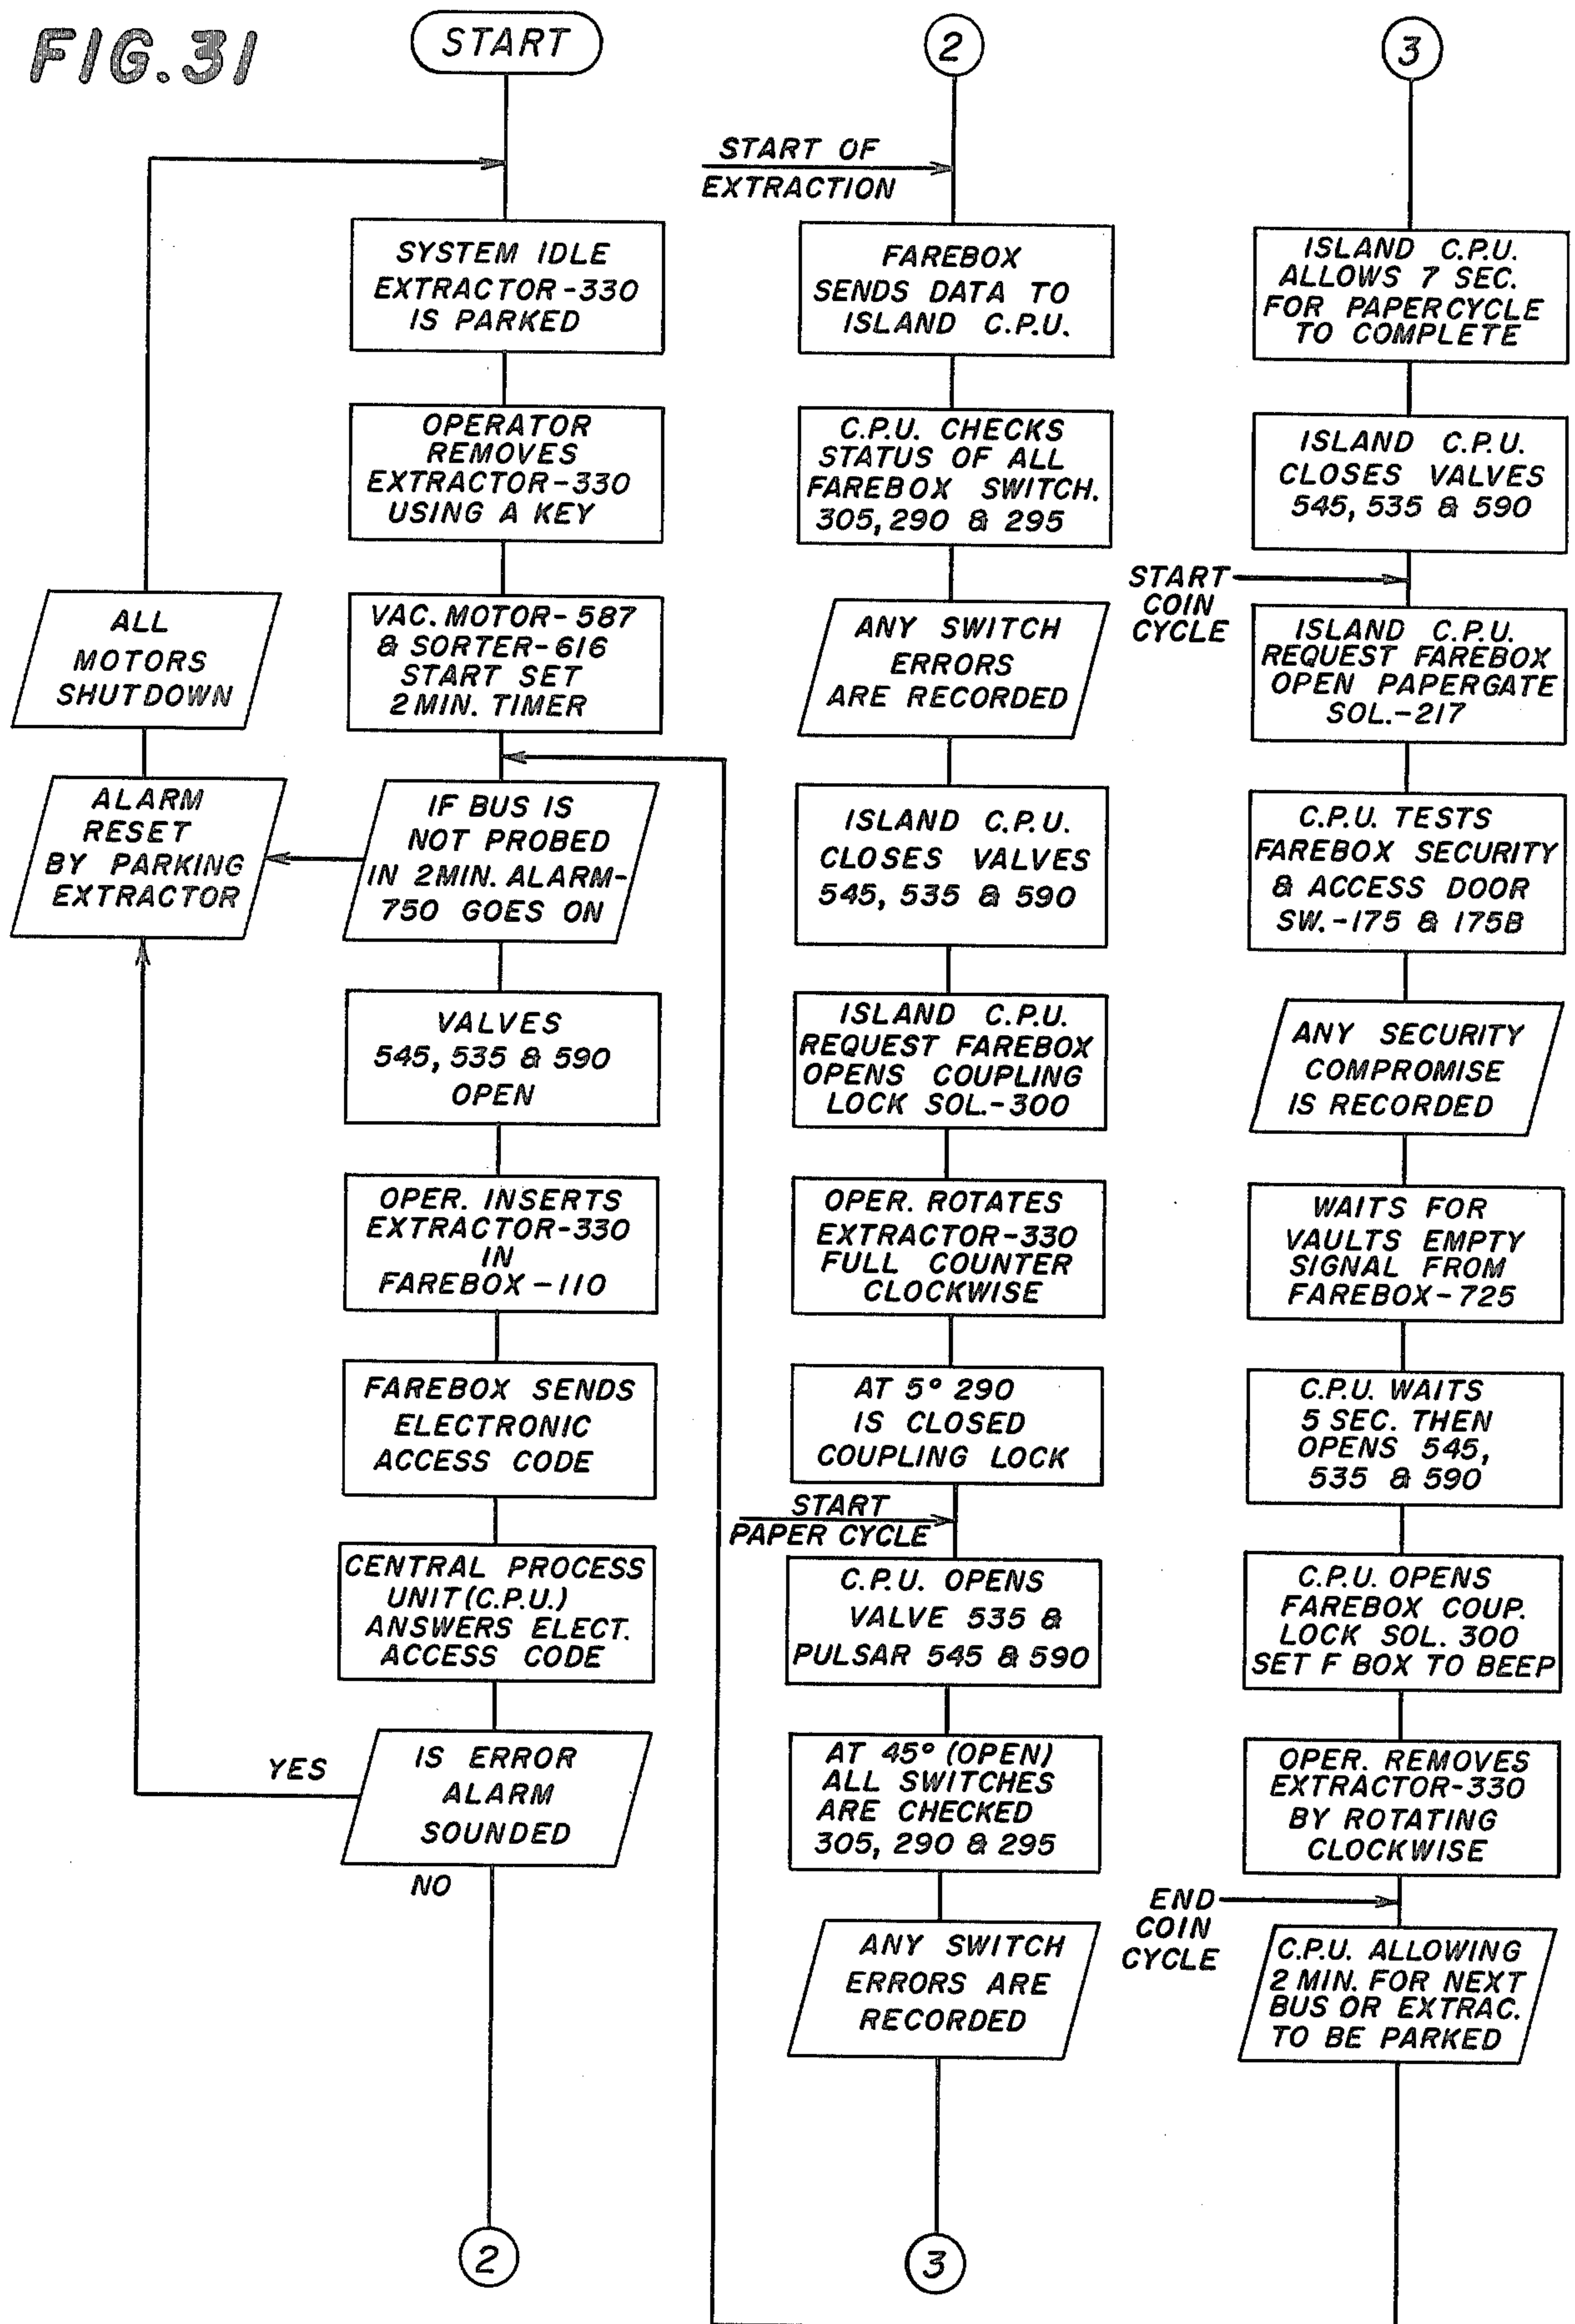 FIG.31
START
SYSTEM IDLE
EXTRACTOR-330
IS PARKED
OPERATOR
REMOVES
EXTRACTOR-330
USING A KEY
VAC. MOTOR-587
& SORTER-616
START SET
2MIN. TIMER
ALL
MOTORS
SHUTDOWN
ALARM
RESET
BY PARKING
EXTRACTOR
IF BUS IS
NOT PROBED
IN 2MIN. ALARM-
750 GOES ON
VALVES
545, 535 & 590
OPEN
OPER. INSERTS
EXTRACTOR-330
IN
FAREBOX-110
FAREBOX SENDS
ELECTRONIC
ACCESS CODE
CENTRAL PROCESS
UNIT (C.P.U.)
ANSWERS ELECT.
ACCESS CODE
YES
IS ERROR
ALARM
SOUNDED
NO
2
2
START OF
EXTRACTION
FAREBOX
SENDS DATA TO
ISLAND C.P.U.
C.P.U. CHECKS
STATUS OF ALL
FAREBOX SWITCH.
305, 290 & 295
ANY SWITCH
ERRORS
ARE RECORDED
ISLAND C.P.U.
CLOSES VALVES
545, 535 & 590
ISLAND C.P.U.
REQUEST FAREBOX
OPENS COUPLING
LOCK SOL.-300
OPER. ROTATES
EXTRACTOR-330
FULL COUNTER
CLOCKWISE
AT 5° 290
IS CLOSED
COUPLING LOCK
START
PAPER CYCLE
C.P.U. OPENS
VALVE 535 &
PULSAR 545 & 590
AT 45° (OPEN)
ALL SWITCHES
ARE CHECKED
305, 290 & 295
ANY SWITCH
ERRORS ARE
RECORDED
3
3
ISLAND C.P.U.
ALLOWS 7 SEC.
FOR PAPERCYCLE
TO COMPLETE
ISLAND C.P.U.
CLOSES VALVES
545, 535 & 590
START
COIN
CYCLE
ISLAND C.P.U.
REQUEST FAREBOX
OPEN PAPERGATE
SOL.-217
C.P.U. TESTS
FAREBOX SECURITY
& ACCESS DOOR
SW.-175 & 175B
ANY SECURITY
COMPROMISE
IS RECORDED
WAITS FOR
VAULTS EMPTY
SIGNAL FROM
FAREBOX-725
C.P.U. WAITS
5 SEC. THEN
OPENS 545,
535 & 590
C.P.U. OPENS
FAREBOX COUP.
LOCK SOL. 300
SET F BOX TO BEEP
OPER. REMOVES
EXTRACTOR-330
BY ROTATING
CLOCKWISE
END
COIN
CYCLE
C.P.U. ALLOWING
2 MIN. FOR NEXT
BUS OR EXTRAC.
TO BE PARKED